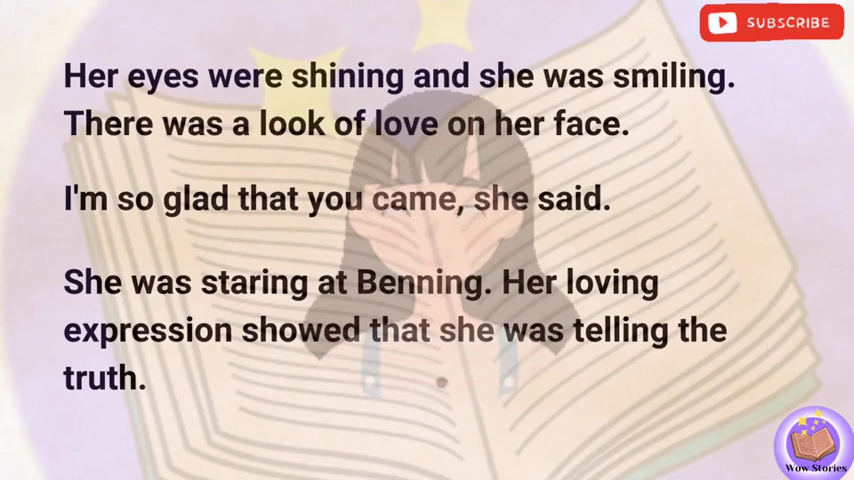 SUBSCRIBE
Her eyes were shining and she was smiling.
There was a look of love on her face.
I'm so glad that you came, she said.
She was staring at Benning. Her loving
expression showed that she was telling the
truth.
Wow Stories